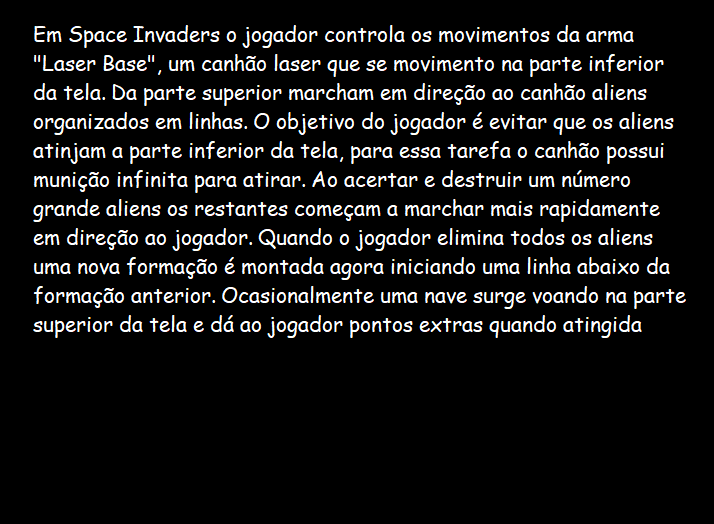 Em Space Invaders o jogador controla os movimentos da arma
"Laser Base", um canhão laser que se movimento na parte inferior
da tela. Da parte superior marcham em direção ao canhão aliens
organizados em linhas. O objetivo do jogador é evitar que os aliens
atinjam a parte inferior da tela, para essa tarefa o canhão possui
munição infinita para atirar. Ao acertar e destruir um número
grande aliens os restantes começam a marchar mais rapidamente
em direção ao jogador. Quando o jogador elimina todos os aliens
uma nova formação é montada agora iniciando uma linha abaixo da
formação anterior. Ocasionalmente uma nave surge voando na parte
superior da tela e dá ao jogador pontos extras quando atingida